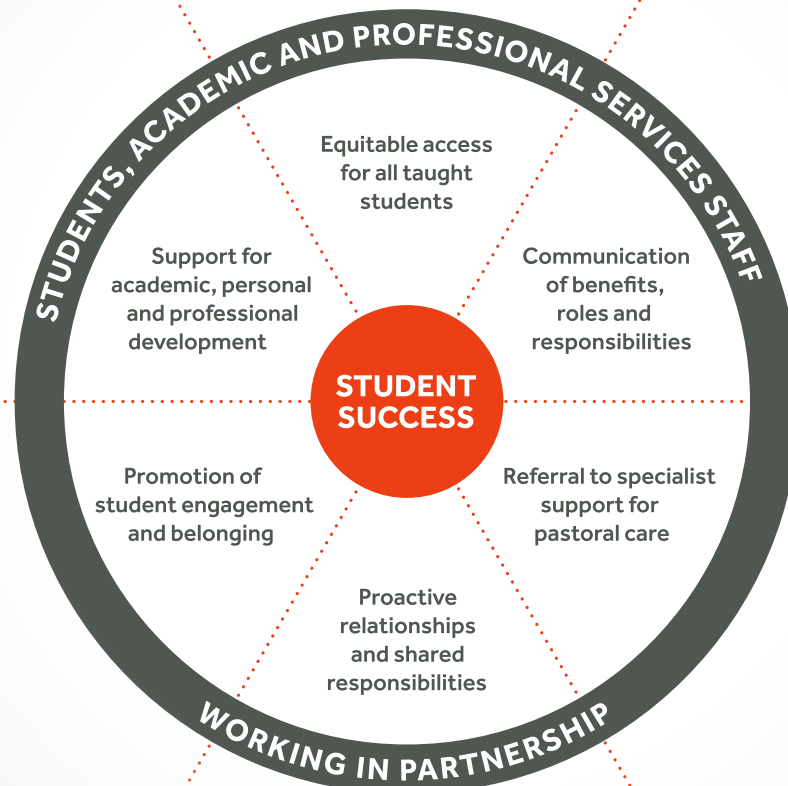 STUDENTS, ACADEMIC AND PROFESSIONAL SERVICES STAFF
Equitable access
for all taught
students
Communication
of benefits,
roles and
responsibilities
Referral to specialist
support for
pastoral care
Proactive
relationships
and shared
responsibilities
Promotion of
student engagement
and belonging
Support for
academic, personal
and professional
development
STUDENT
SUCCESS
WORKING IN PARTNERSHIP